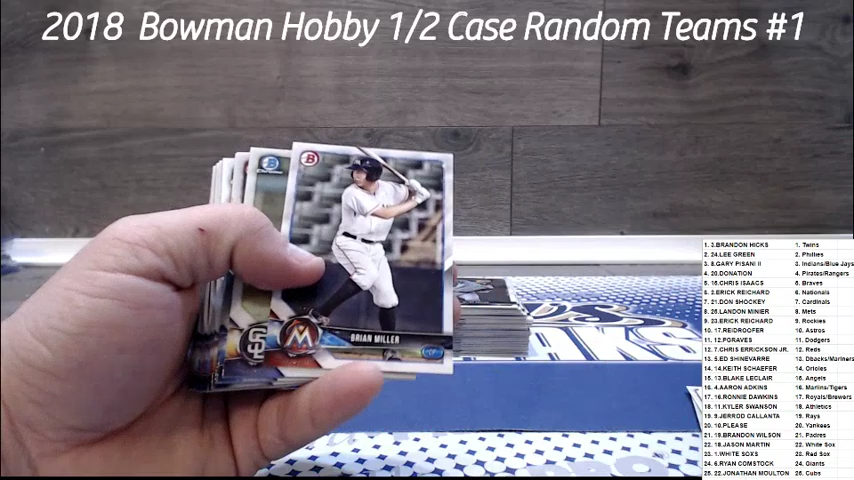 2018 Bowman Hobby 1/2 Case Random Teams #1
BRIAN MILLER
1. 3.BRANDON HICKS 1. Twins
2. 24.LEE GREEN 2. Phillies
3. 8.GARY PISANI II 3. Indians/Blue Jays
4. 20.DONATION 4. Pirates/Rangers
5. 15.CHRIS ISAACS 5. Braves
6. 2.ERICK REICHARD 6. Nationals
7. 21.DON SHOCKEY 7. Cardinals
8. 25.LANDON MINIER 8. Mets
9. 23.ERICK REICHARD 9. Rockies
10. 17.REIDROOFER 10. Astros
11. 12.PGRAVES 11. Dodgers
12. 7.CHRIS ERRICKSON JR. 12. Reds
13. 5.ED SHINEVARRE 13. Dbacks/Mariners
14. 14.KEITH SCHAEFER 14. Orioles
15. 13.BLAKE LECLAIR 15. Angels
16. 4.AARON ADKINS 16. Marlins/Tigers
17. 16.RONNIE DAWKINS 17. Royals/Brewers
18. 11.KYLER SWANSON 18. Athletics
19. 9.JERROD CALLANTA 19. Rays
20. 10.PLEASE 20. Yankees
21. 19.BRANDON WILSON 21. Padres
22. 18.JASON MARTIN 22. White Sox
23. 1.WHITE SOXS 23. Red Sox
24. 6.RYAN COMSTOCK 24. Giants
25. 22.JONATHAN MOULTON 25. Cubs